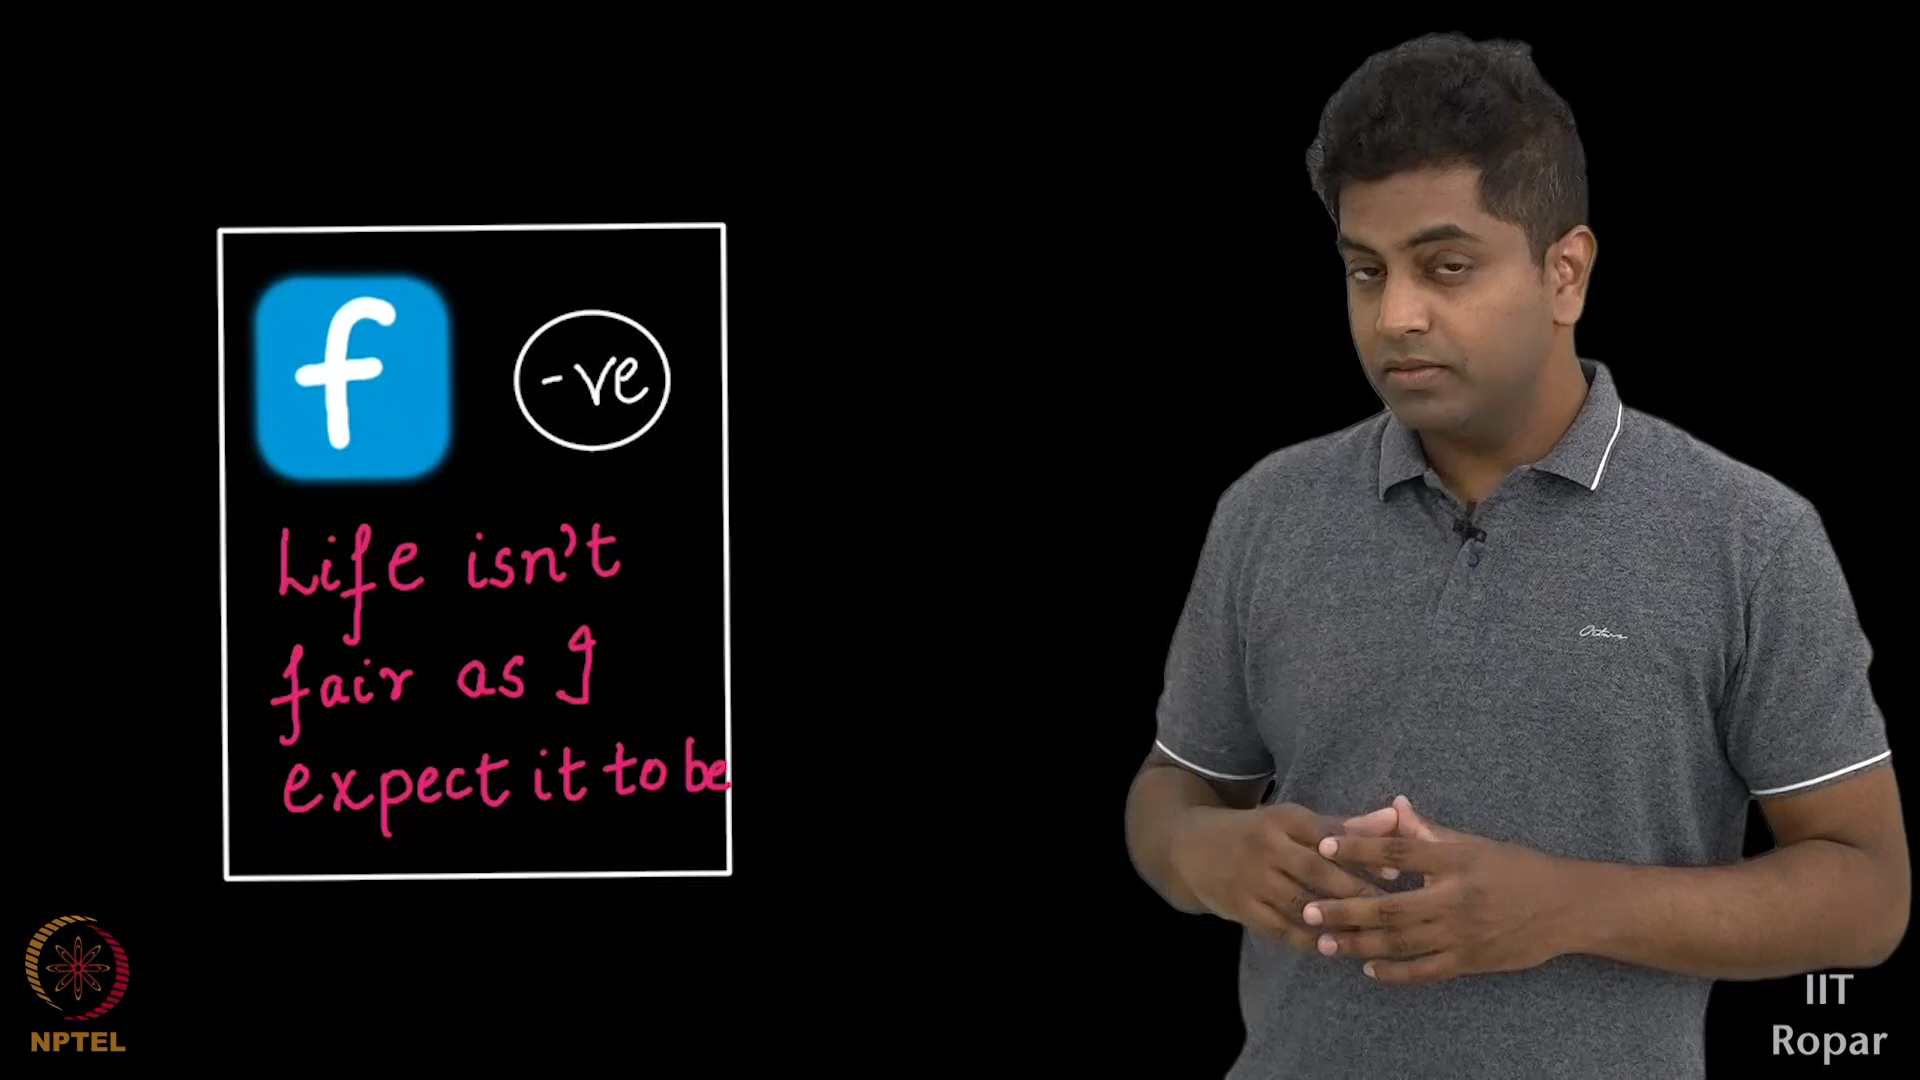 f
-ve
Life isn't
fair as I
expect it to be
NPTEL
IIT
Ropar